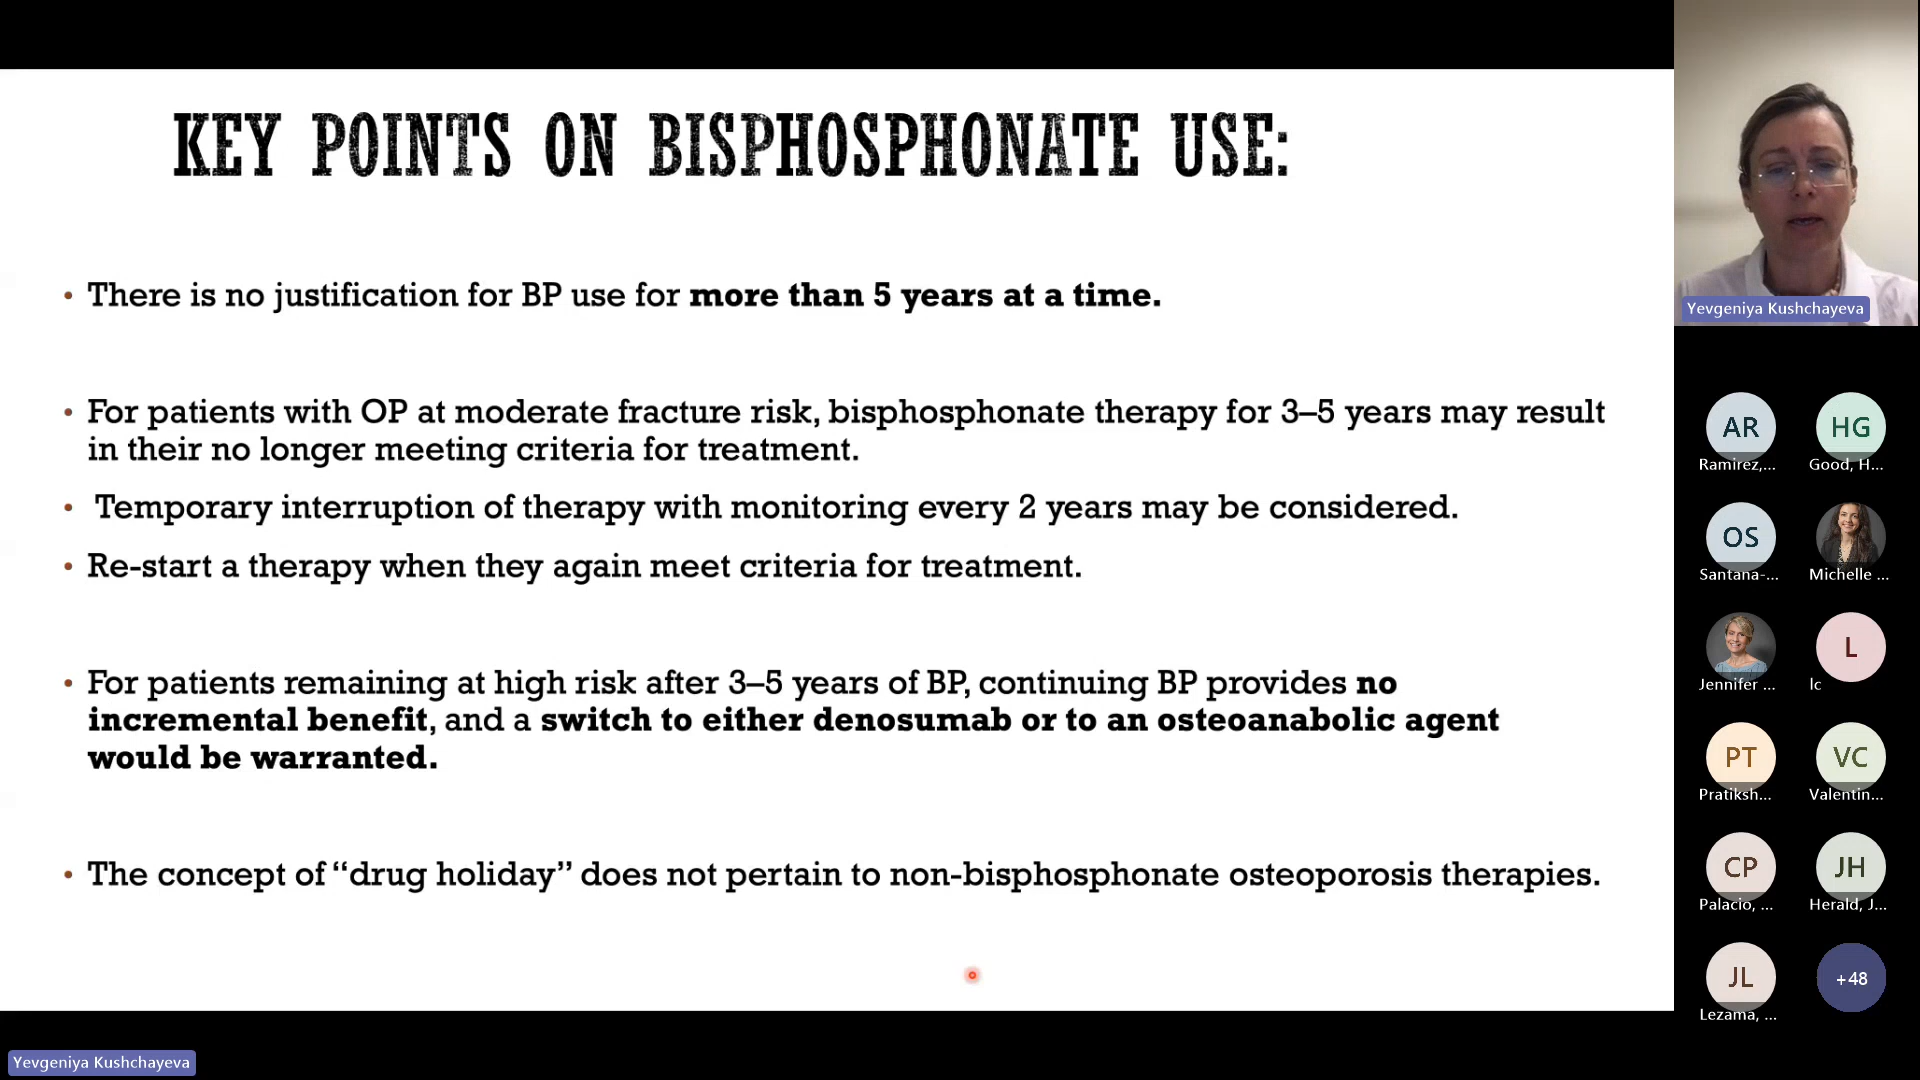 KEY POINTS ON BISPHOSPHONATE USE:
• There is no justification for BP use for more than 5 years at a time.
• For patients with OP at moderate fracture risk, bisphosphonate therapy for 3–5 years may result
in their no longer meeting criteria for treatment.
• Temporary interruption of therapy with monitoring every 2 years may be considered.
• Re-start a therapy when they again meet criteria for treatment.
• For patients remaining at high risk after 3–5 years of BP, continuing BP provides no
incremental benefit, and a switch to either denosumab or to an osteoanabolic agent
would be warranted.
• The concept of “drug holiday” does not pertain to non-bisphosphonate osteoporosis therapies.
Yevgeniya Kushchayeva
AR
Ramirez,...
HG
Good, H...
OS
Santana-...
Michelle ...
Jennifer ...
L
lc
PT
Pratiksh...
VC
Valentin...
CP
Palacio, ...
JH
Herald, J...
JL
Lezama, ...
+48
Yevgeniya Kushchayeva